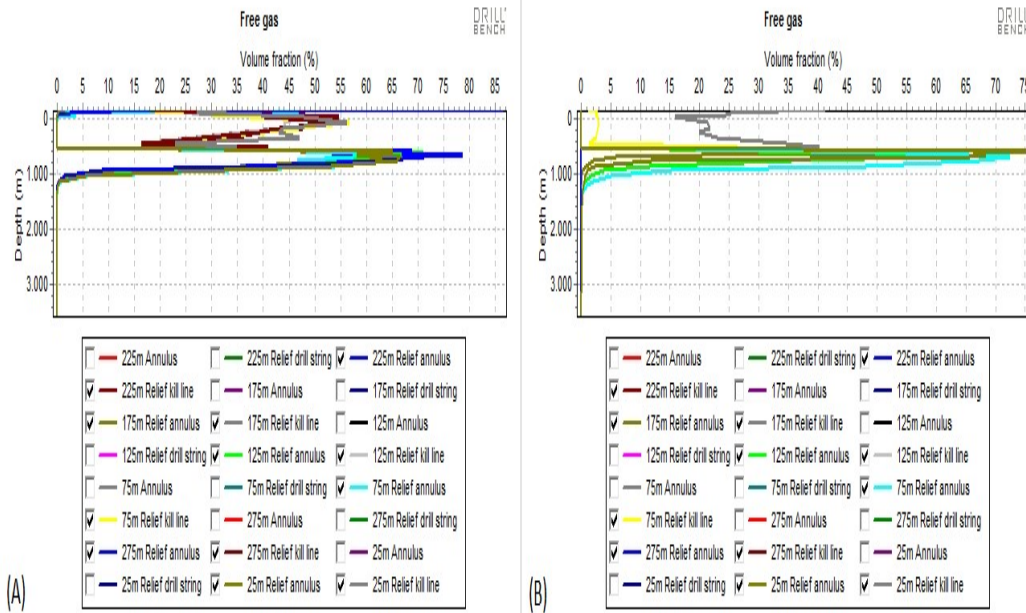 Free gas
DRILL
BENCH
Volume fraction (%)
0 5 10 15 20 25 30 35 40 45 50 55 60 65 70 75 80 85
0
1.000
2.000
3.000
Depth (m)
225m Annulus 225m Relief drill string 225m Relief annulus
225m Relief kill line 175m Annulus 175m Relief drill string
175m Relief annulus 175m Relief kill line 125m Annulus
125m Relief drill string 125m Relief annulus 125m Relief kill line
75m Annulus 75m Relief drill string 75m Relief annulus
75m Relief kill line 275m Annulus 275m Relief drill string
275m Relief annulus 275m Relief kill line 25m Annulus
25m Relief drill string 25m Relief annulus 25m Relief kill line
(A)
Free gas
DRILL
BENCH
Volume fraction (%)
0 10 20 30 40 50 60 70
0
1.000
2.000
3.000
Depth (m)
225m Annulus 225m Relief drill string 225m Relief annulus
225m Relief kill line 175m Annulus 175m Relief drill string
175m Relief annulus 175m Relief kill line 125m Annulus
125m Relief drill string 125m Relief annulus 125m Relief kill line
75m Annulus 75m Relief drill string 75m Relief annulus
75m Relief kill line 275m Annulus 275m Relief drill string
275m Relief annulus 275m Relief kill line 25m Annulus
25m Relief drill string 25m Relief annulus 25m Relief kill line
(B)